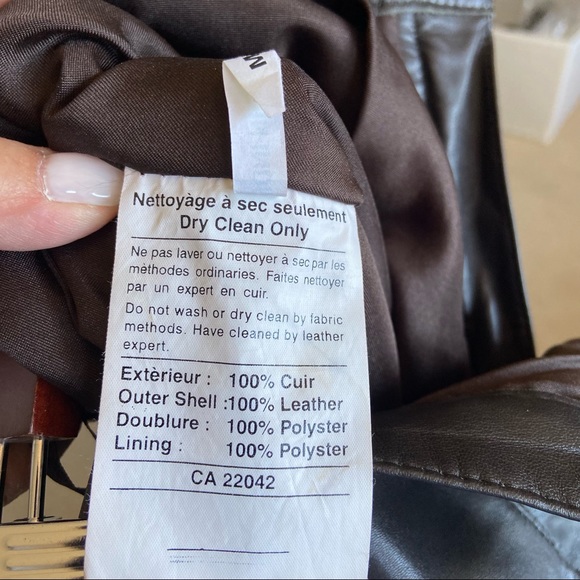 M
Nettoyàge à sec seulement
Dry Clean Only
Ne pas laver ou nettoyer à sec par les
méthodes ordinaries. Faites nettoyer
par un expert en cuir.
Do not wash or dry clean by fabric
methods. Have cleaned by leather
expert.
Extèrieur : 100% Cuir
Outer Shell :100% Leather
Doublure : 100% Polyster
Lining : 100% Polyster
CA 22042